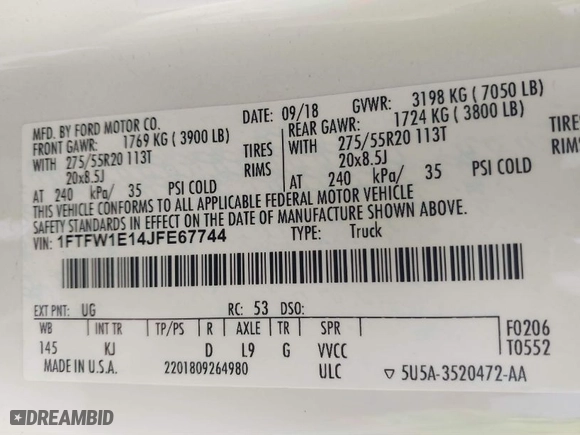 MFD. BY FORD MOTOR CO. DATE: 09/18 GVWR: 3198 KG ( 7050 LB)
FRONT GAWR: 1769 KG ( 3900 LB) REAR GAWR: 1724 KG ( 3800 LB)
WITH 275/55R20 113T TIRES WITH 275/55R20 113T TIRES
20x8.5J RIMS 20x8.5J RIMS
AT 240 kPa/ 35 PSI COLD AT 240 kPa/ 35 PSI COLD
THIS VEHICLE CONFORMS TO ALL APPLICABLE FEDERAL MOTOR VEHICLE
SAFETY STANDARDS IN EFFECT ON THE DATE OF MANUFACTURE SHOWN ABOVE.
VIN: 1FTFW1E14JFE67744 TYPE: Truck
EXT PNT: UG RC: 53 DSO:
WB INT TR TP/PS R AXLE TR SPR F0206
145 KJ D L9 G VVCC T0552
MADE IN U.S.A. 2201809264980 ULC ▽ 5U5A-3520472-AA
DREAMBID